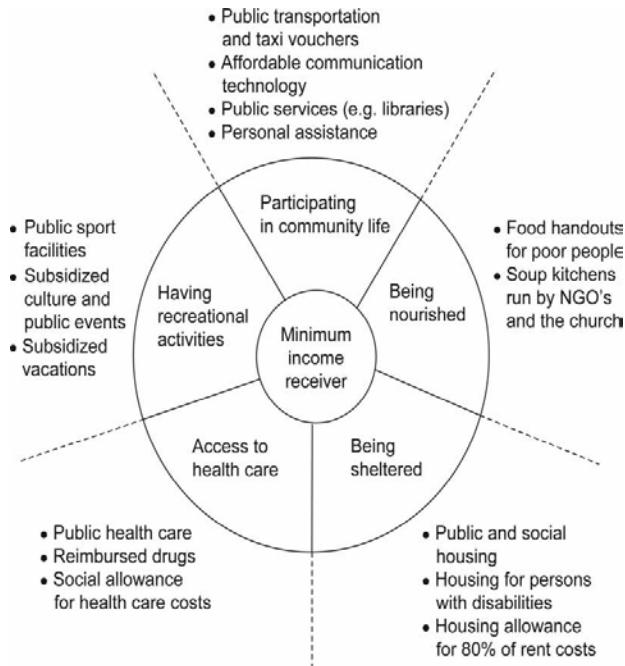 • Public transportation
and taxi vouchers
• Affordable communication
technology
• Public services (e.g. libraries)
• Personal assistance
Participating
in community life
• Public sport
facilities
• Subsidized
culture and
public events
• Subsidized
vacations
Having
recreational
activities
Minimum
income
receiver
Being
nourished
• Food handouts
for poor people
• Soup kitchens
run by NGO's
and the church
Access to
health care
Being
sheltered
• Public health care
• Reimbursed drugs
• Social allowance
for health care costs
• Public and social
housing
• Housing for persons
with disabilities
• Housing allowance
for 80% of rent costs